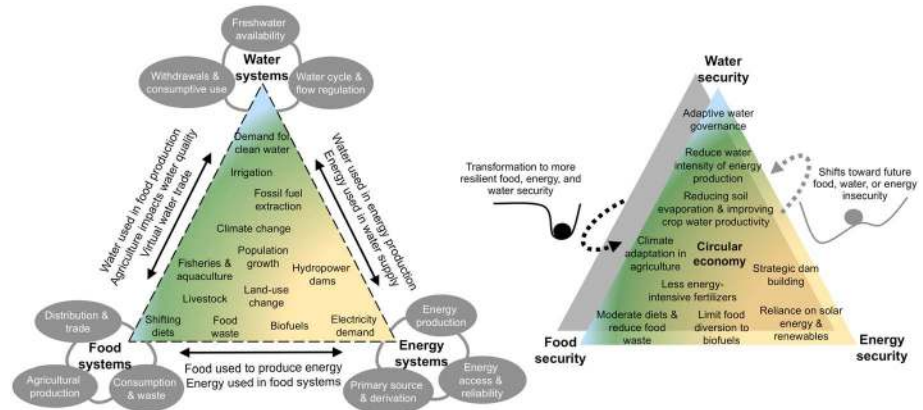 Freshwater
availability
Water
systems
Withdrawals &
consumptive use
Water cycle &
flow regulation
Water used in food production
Agriculture impacts water quality
Virtual water trade
Water used in energy production
Energy used in water supply
Demand for
clean water
Irrigation
Fossil fuel
extraction
Climate change
Population
growth
Fisheries &
aquaculture
Hydropower
dams
Livestock
Land-use
change
Shifting
diets
Food
waste
Biofuels
Electricity
demand
Distribution &
trade
Food
systems
Agricultural
production
Consumption
& waste
Food used to produce energy
Energy used in food systems
Energy
production
Energy
systems
Primary source
& derivation
Energy
access &
reliability
Water
security
Adaptive water
governance
Reduce water
intensity of energy
production
Transformation to more
resilient food, energy, and
water security
Shifts toward future
food, water, or energy
insecurity
Reducing soil
evaporation & improving
crop water productivity
Climate
adaptation in
agriculture
Circular
economy
Strategic dam
building
Less energy-
intensive fertilizers
Moderate diets &
reduce food
waste
Limit food
diversion to
biofuels
Reliance on solar
energy &
renewables
Food security
Energy security